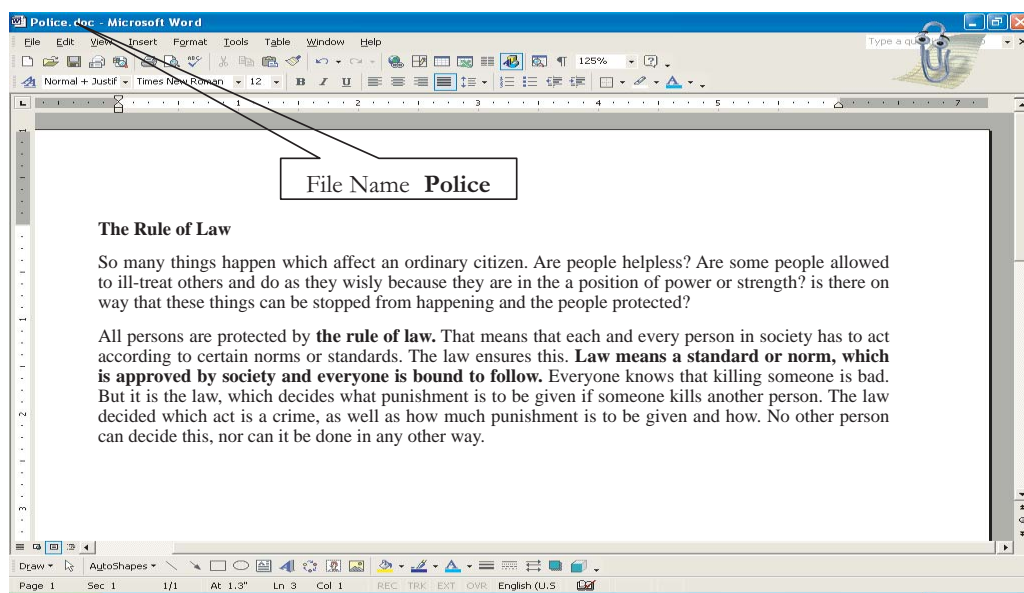 Police.doc - Microsoft Word
File Edit View Insert Format Tools Table Window Help
Type a qu
Normal + Justif Times New Roman 12 B I U
125%
1 2 3 4 5 7
File Name Police
The Rule of Law
So many things happen which affect an ordinary citizen. Are people helpless? Are some people allowed
to ill-treat others and do as they wisly because they are in the a position of power or strength? is there on
way that these things can be stopped from happening and the people protected?
All persons are protected by the rule of law. That means that each and every person in society has to act
according to certain norms or standards. The law ensures this. Law means a standard or norm, which
is approved by society and everyone is bound to follow. Everyone knows that killing someone is bad.
But it is the law, which decides what punishment is to be given if someone kills another person. The law
decided which act is a crime, as well as how much punishment is to be given and how. No other person
can decide this, nor can it be done in any other way.
Draw AutoShapes
Page 1 Sec 1 1/1 At 1.3" Ln 3 Col 1 REC TRK EXT OVR English (U.S